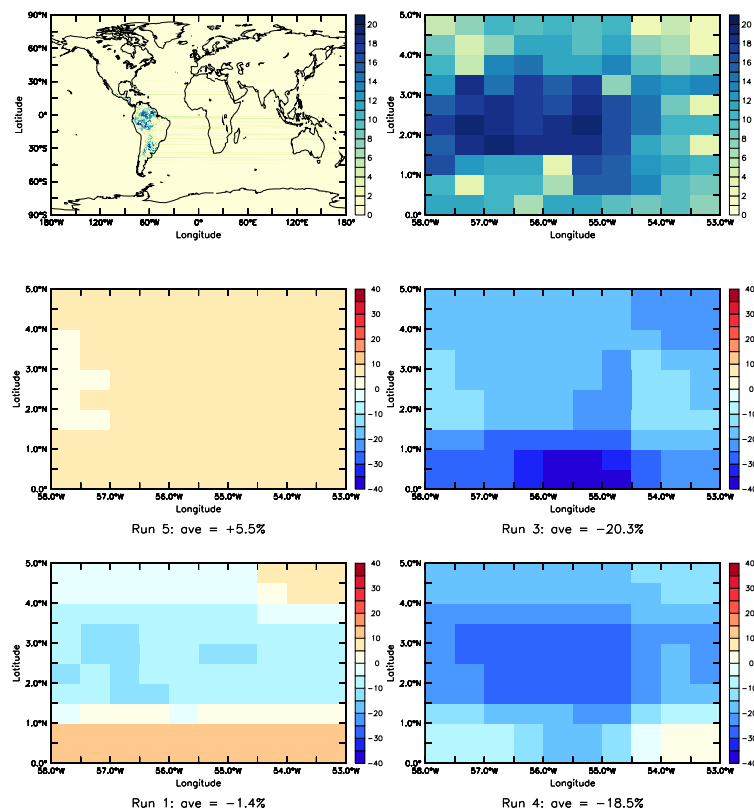 90°N
60°N
30°N
0°
30°S
60°S
90°S
180°W 120°W 60°W 0° 60°E 120°E 180°
Latitude
Longitude
20
18
16
14
12
10
8
6
4
2
0
5.0°N
4.0°N
3.0°N
2.0°N
1.0°N
0.0°
58.0°W 57.0°W 56.0°W 55.0°W 54.0°W 53.0°W
Latitude
Longitude
20
18
16
14
12
10
8
6
4
2
0
5.0°N
4.0°N
3.0°N
2.0°N
1.0°N
0.0°
58.0°W 57.0°W 56.0°W 55.0°W 54.0°W 53.0°W
Latitude
Longitude
40
30
20
10
0
-10
-20
-30
-40
Run 5: ave = +5.5%
5.0°N
4.0°N
3.0°N
2.0°N
1.0°N
0.0°
58.0°W 57.0°W 56.0°W 55.0°W 54.0°W 53.0°W
Latitude
Longitude
40
30
20
10
0
-10
-20
-30
-40
Run 3: ave = -20.3%
5.0°N
4.0°N
3.0°N
2.0°N
1.0°N
0.0°
58.0°W 57.0°W 56.0°W 55.0°W 54.0°W 53.0°W
Latitude
Longitude
40
30
20
10
0
-10
-20
-30
-40
Run 1: ave = -1.4%
5.0°N
4.0°N
3.0°N
2.0°N
1.0°N
0.0°
58.0°W 57.0°W 56.0°W 55.0°W 54.0°W 53.0°W
Latitude
Longitude
40
30
20
10
0
-10
-20
-30
-40
Run 4: ave = -18.5%